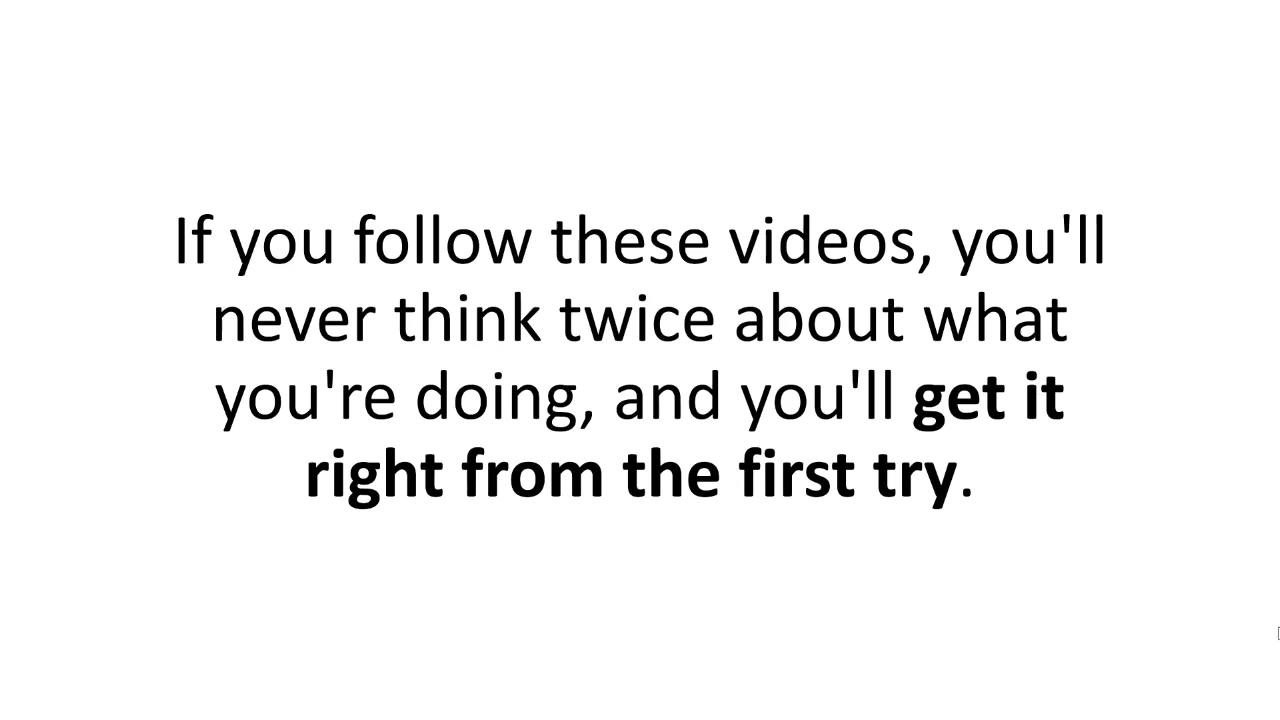 If you follow these videos, you'll
never think twice about what
you're doing, and you'll get it
right from the first try.